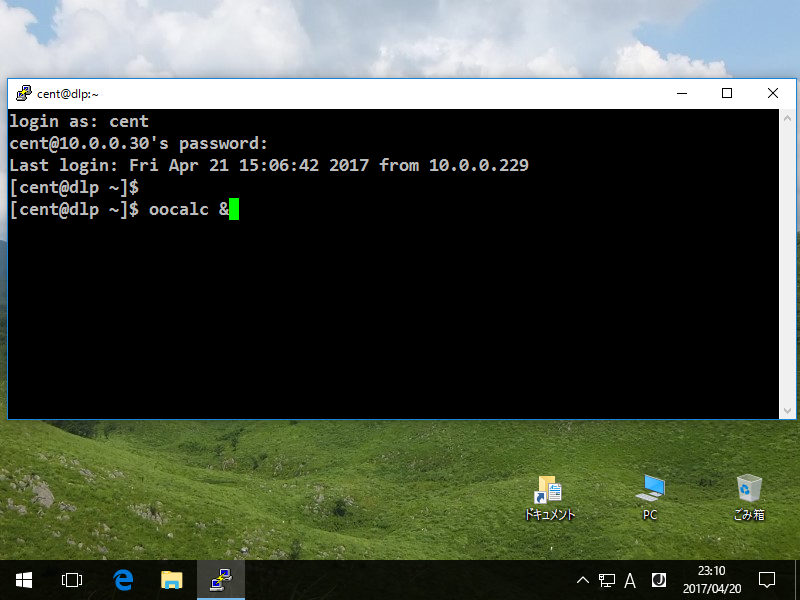 cent@dlp:~
login as: cent
cent@10.0.0.30's password:
Last login: Fri Apr 21 15:06:42 2017 from 10.0.0.229
[cent@dlp ~]$
[cent@dlp ~]$ oocalc &
ドキュメント
PC
ごみ箱
A
23:10
2017/04/20